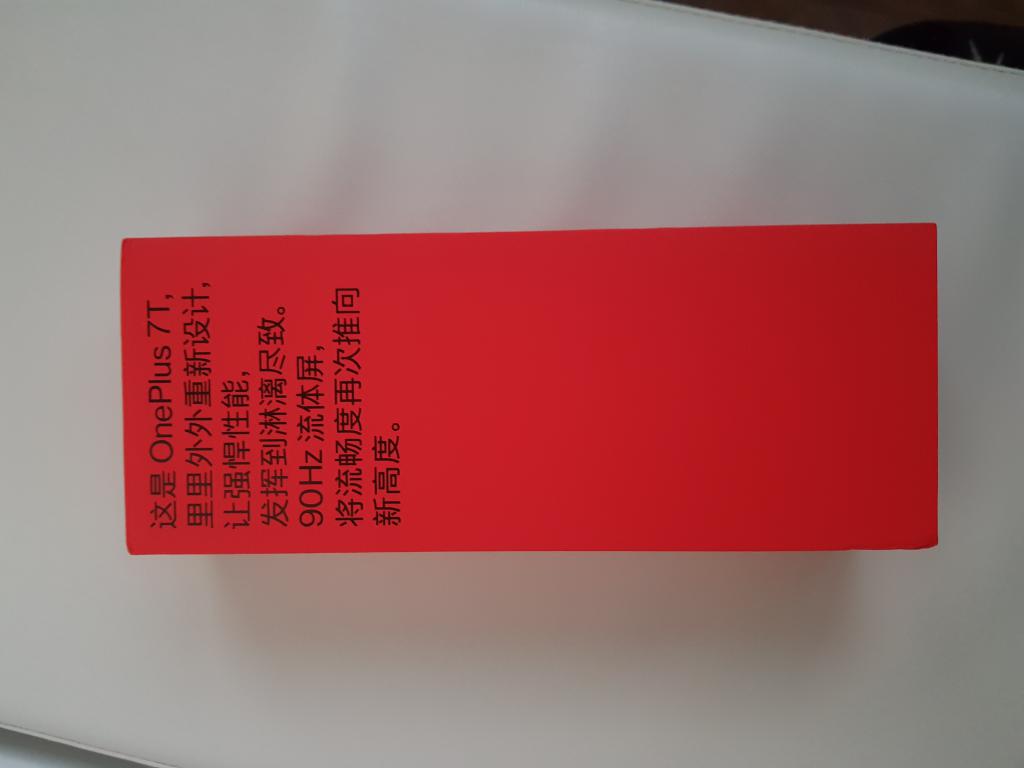 这是 OnePlus 7T,
里里外外重新设计,
让强悍性能,
发挥到淋漓尽致。
90Hz 流体屏,
将流畅度再次推向
新高度。